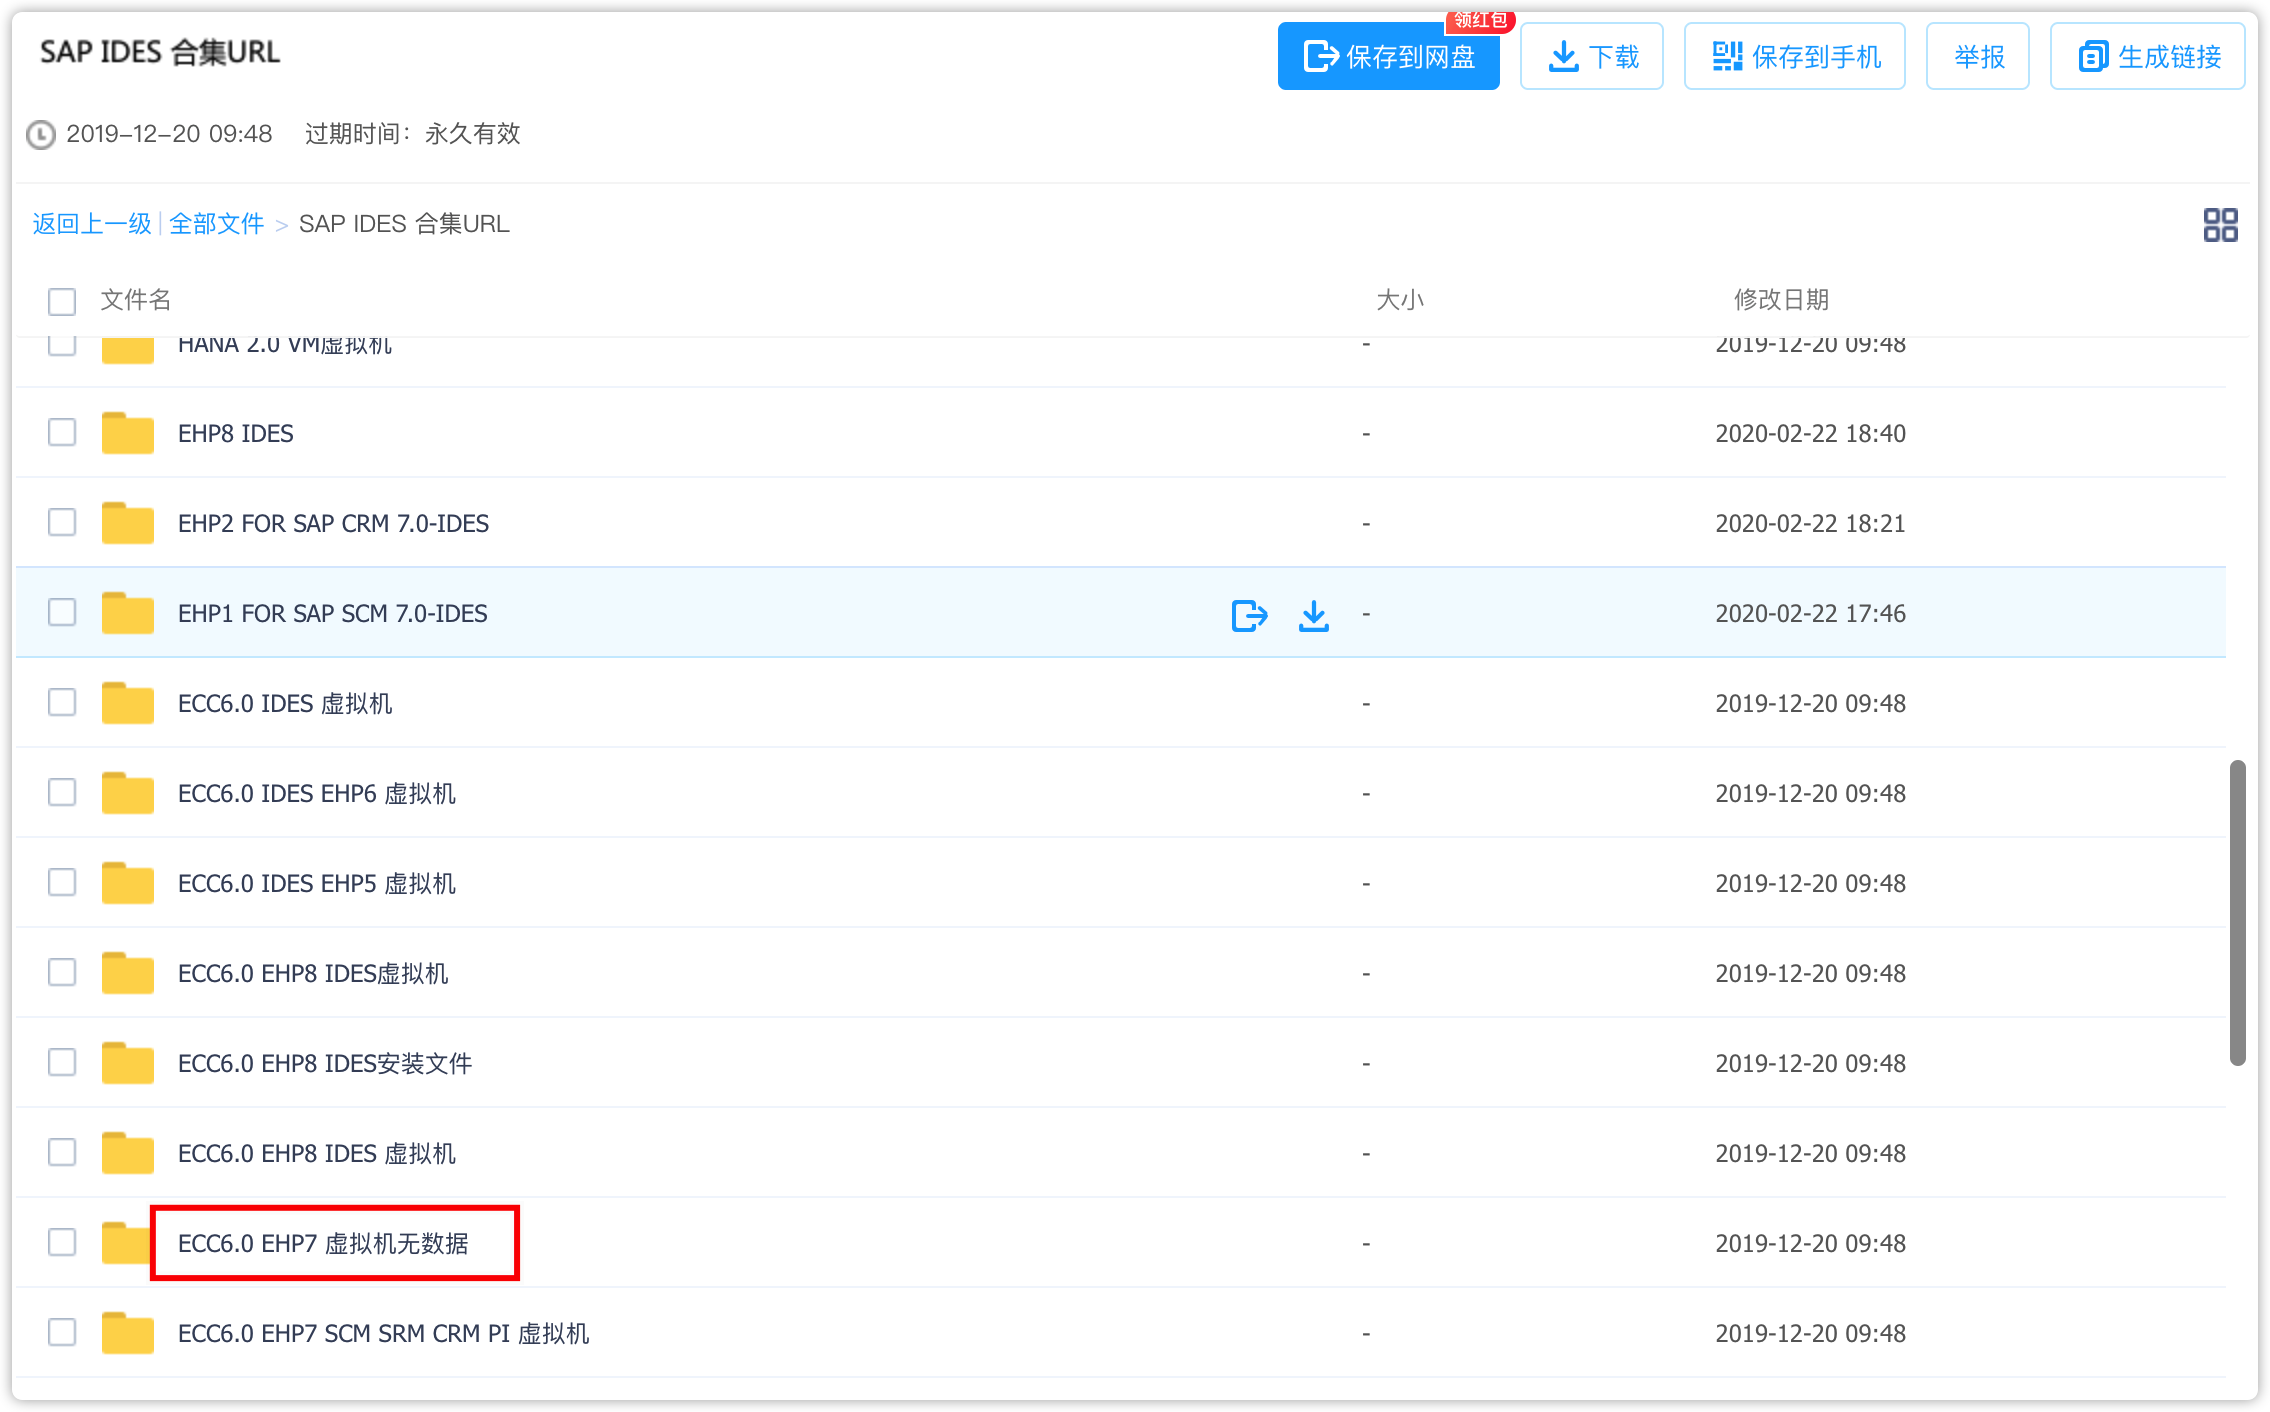 SAP IDES 合集URL
领红包
保存到网盘
下载
保存到手机
举报
生成链接
2019-12-20 09:48 过期时间：永久有效
返回上一级 | 全部文件 > SAP IDES 合集URL
文件名 大小 修改日期
HANA 2.0 VM虚拟机 - 2019-12-20 09:48
EHP8 IDES - 2020-02-22 18:40
EHP2 FOR SAP CRM 7.0-IDES - 2020-02-22 18:21
EHP1 FOR SAP SCM 7.0-IDES - 2020-02-22 17:46
ECC6.0 IDES 虚拟机 - 2019-12-20 09:48
ECC6.0 IDES EHP6 虚拟机 - 2019-12-20 09:48
ECC6.0 IDES EHP5 虚拟机 - 2019-12-20 09:48
ECC6.0 EHP8 IDES虚拟机 - 2019-12-20 09:48
ECC6.0 EHP8 IDES安装文件 - 2019-12-20 09:48
ECC6.0 EHP8 IDES 虚拟机 - 2019-12-20 09:48
ECC6.0 EHP7 虚拟机无数据 - 2019-12-20 09:48
ECC6.0 EHP7 SCM SRM CRM PI 虚拟机 - 2019-12-20 09:48